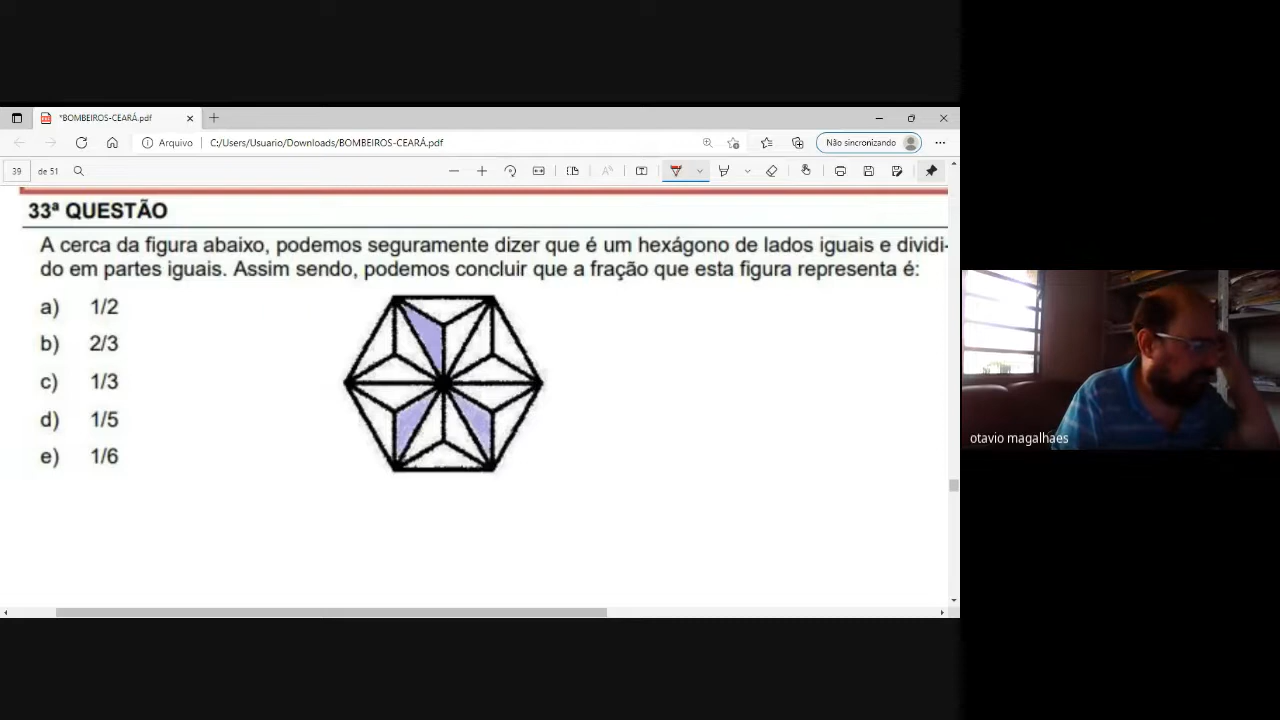 *BOMBEIROS-CEARÁ.pdf
Arquivo | C:/Users/Usuario/Downloads/BOMBEIROS-CEARÁ.pdf
Não sincronizando
39 de 51
33ª QUESTÃO
A cerca da figura abaixo, podemos seguramente dizer que é um hexágono de lados iguais e dividi-
do em partes iguais. Assim sendo, podemos concluir que a fração que esta figura representa é:
a) 1/2
b) 2/3
c) 1/3
d) 1/5
e) 1/6
otavio magalhaes